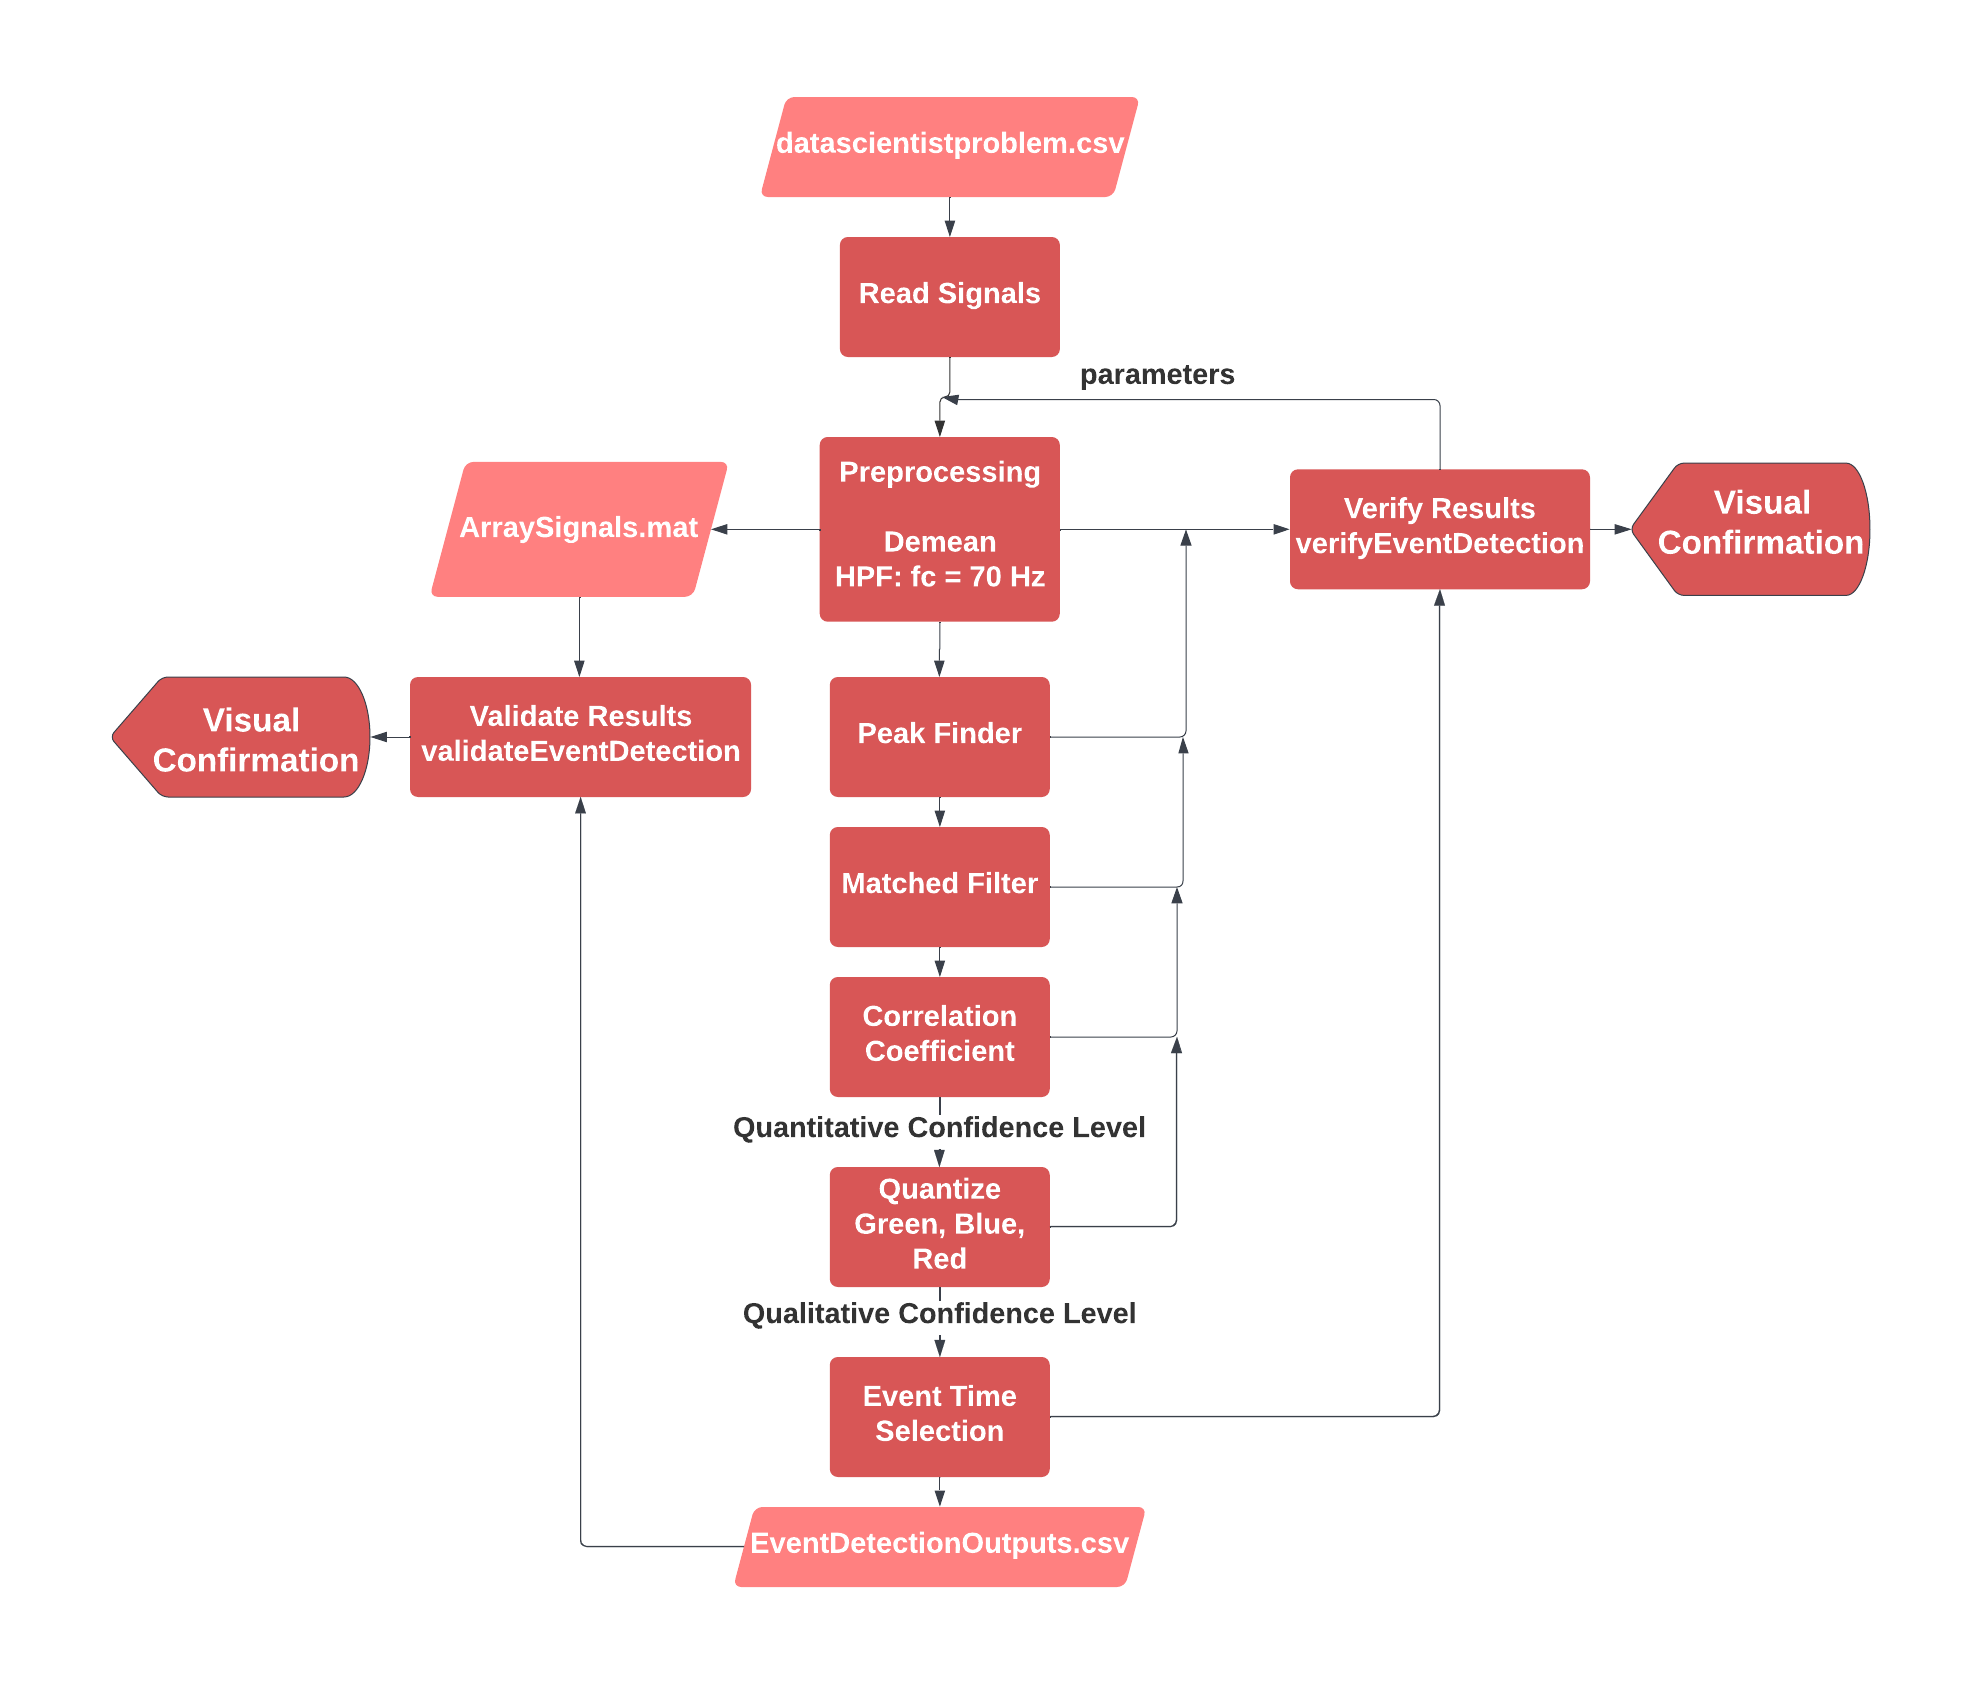 datascientistproblem.csv
Read Signals
parameters
Preprocessing
Demean
HPF: fc = 70 Hz
ArraySignals.mat
Verify Results
verifyEventDetection
Visual
Confirmation
Visual
Confirmation
Validate Results
validateEventDetection
Peak Finder
Matched Filter
Correlation
Coefficient
Quantitative Confidence Level
Quantize
Green, Blue,
Red
Qualitative Confidence Level
Event Time
Selection
EventDetectionOutputs.csv